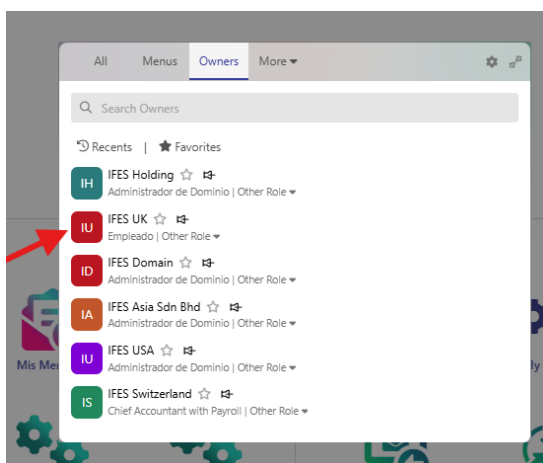 All Menus Owners More
Search Owners
Recents | Favorites
IH IFES Holding
Administrador de Dominio | Other Role
IU IFES UK
Empleado | Other Role
ID IFES Domain
Administrador de Dominio | Other Role
IA IFES Asia Sdn Bhd
Administrador de Dominio | Other Role
IU IFES USA
Administrador de Dominio | Other Role
IS IFES Switzerland
Chief Accountant with Payroll | Other Role
Mis Me
ly